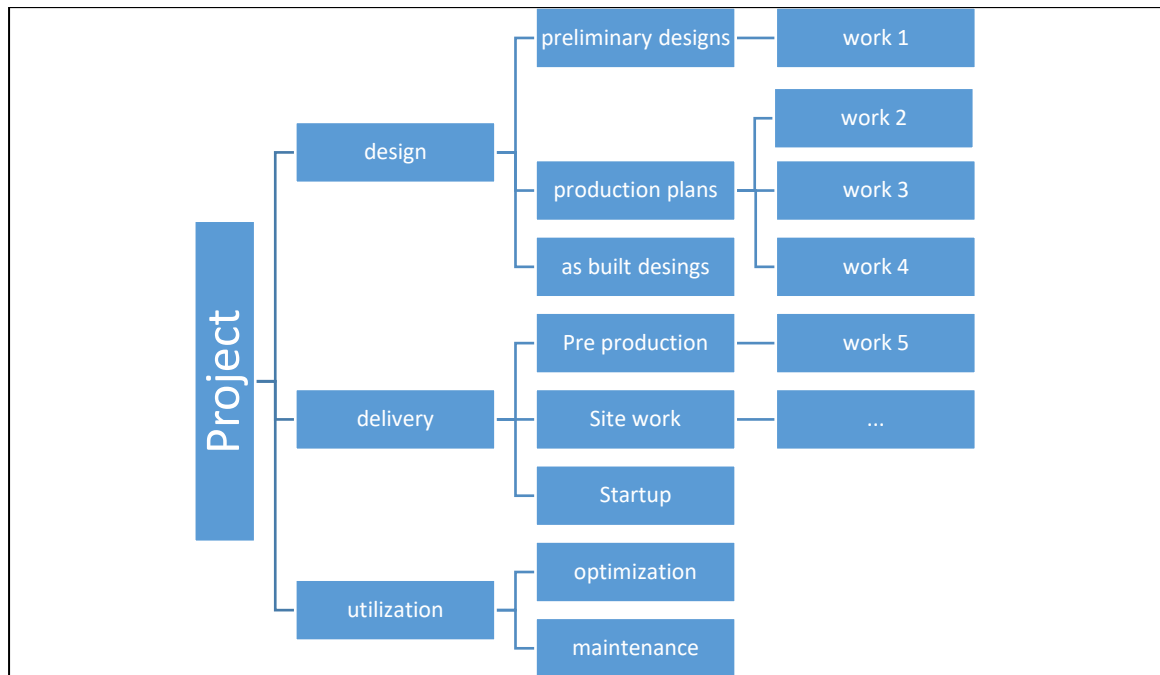 Project
design
preliminary designs
work 1
production plans
work 2
work 3
work 4
as built desings
delivery
Pre production
work 5
Site work
...
Startup
utilization
optimization
maintenance